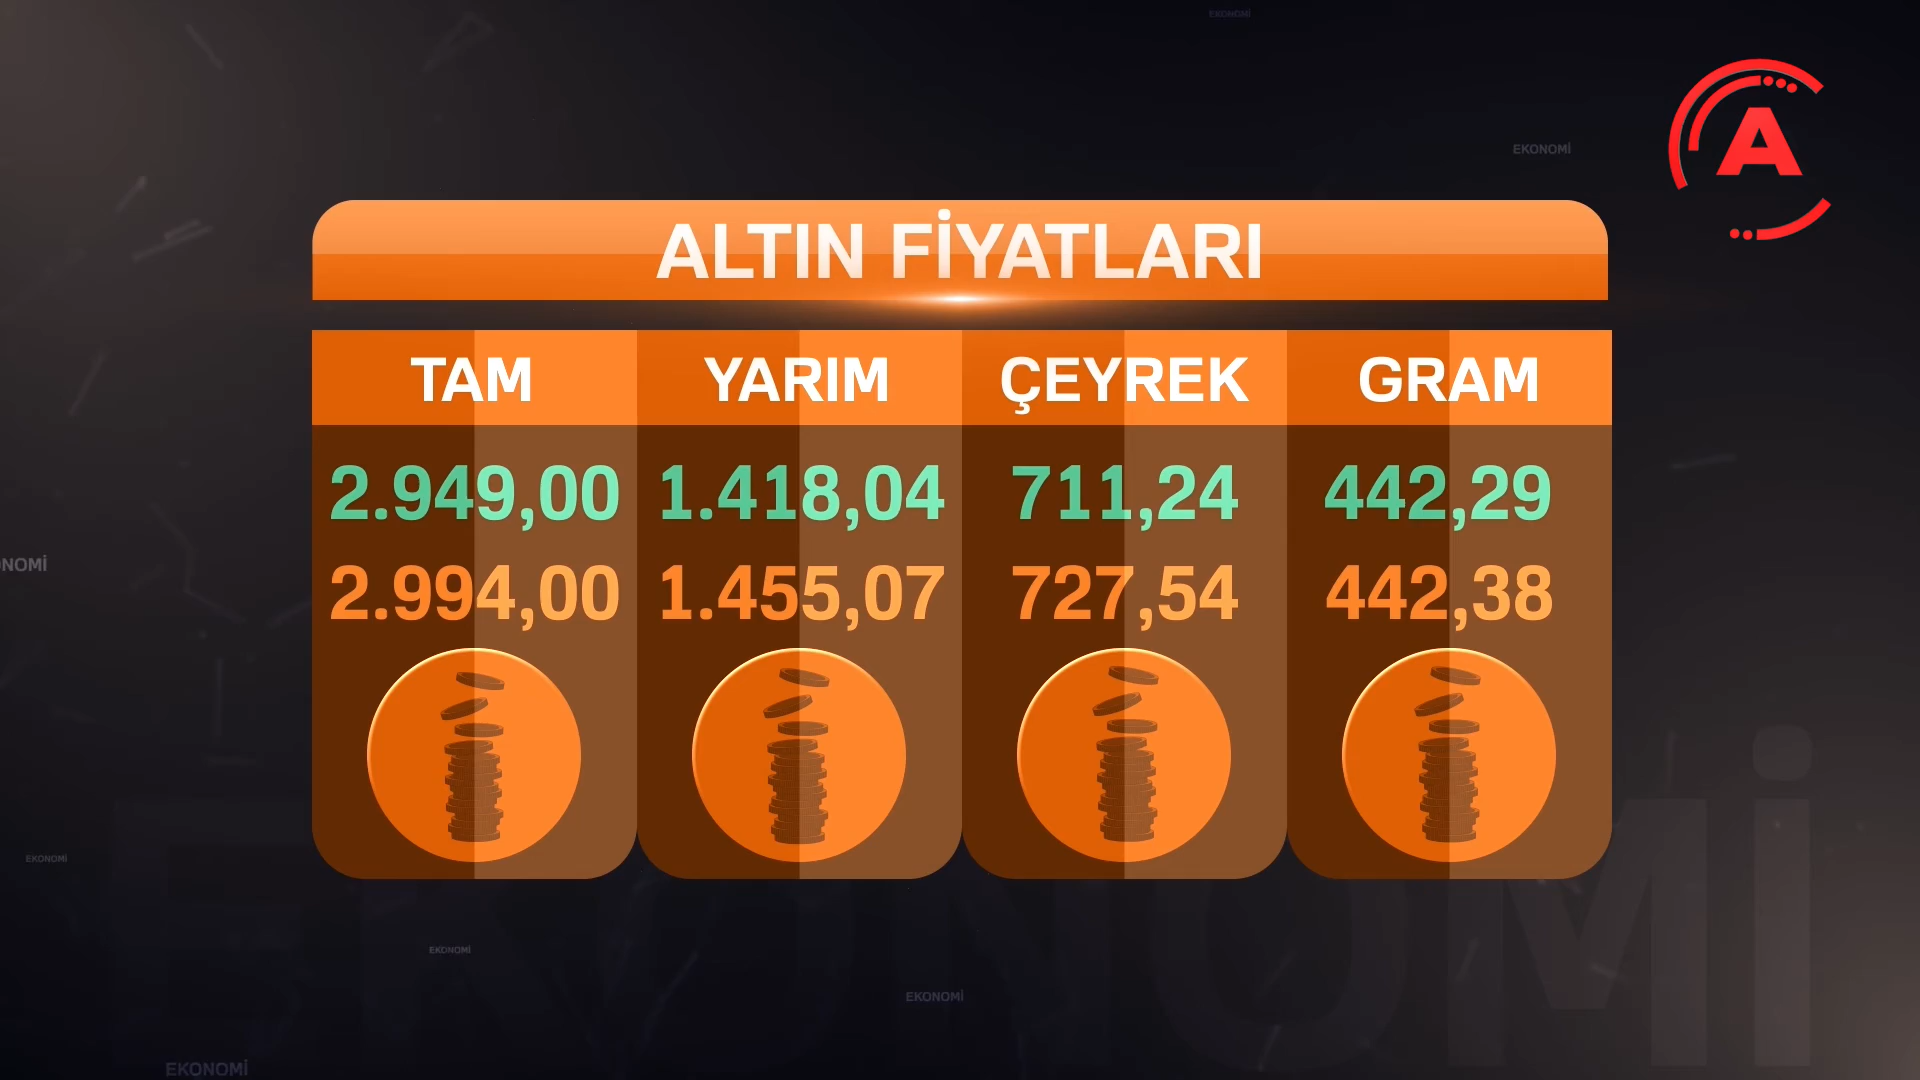 EKONOMİ
A
EKONOMİ
ALTIN FİYATLARI
TAM YARIM ÇEYREK GRAM
2.949,00 1.418,04 711,24 442,29
2.994,00 1.455,07 727,54 442,38
NOMİ
EKONOMİ
EKONOMİ
EKONOMİ
EKONOMİ
EKONOMİ